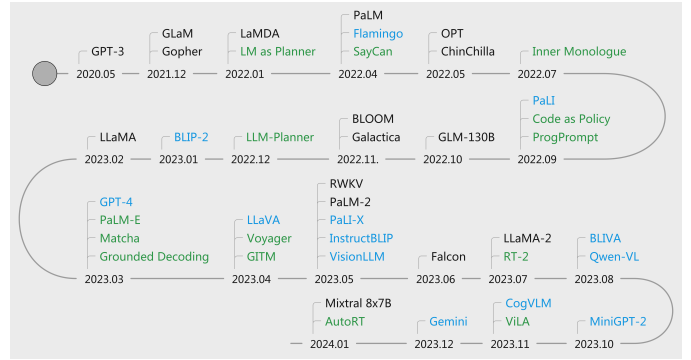 PaLM
GLaM
LaMDA
Flamingo
OPT
GPT-3
Gopher
LM as Planner
SayCan
ChinChilla
Inner Monologue
2020.05
2021.12
2022.01
2022.04
2022.05
2022.07
PaLI
BLOOM
Code as Policy
LLaMA
BLIP-2
LLM-Planner
Galactica
GLM-130B
ProgPrompt
2023.02
2023.01
2022.12
2022.11.
2022.10
2022.09
RWKV
GPT-4
PaLM-2
PaLM-E
LLaVA
PaLI-X
Matcha
Voyager
InstructBLIP
LLaMA-2
BLIVA
Grounded Decoding
GITM
VisionLLM
Falcon
RT-2
Qwen-VL
2023.03
2023.04
2023.05
2023.06
2023.07
2023.08
Mixtral 8x7B
CogVLM
AutoRT
Gemini
ViLA
MiniGPT-2
2024.01
2023.12
2023.11
2023.10